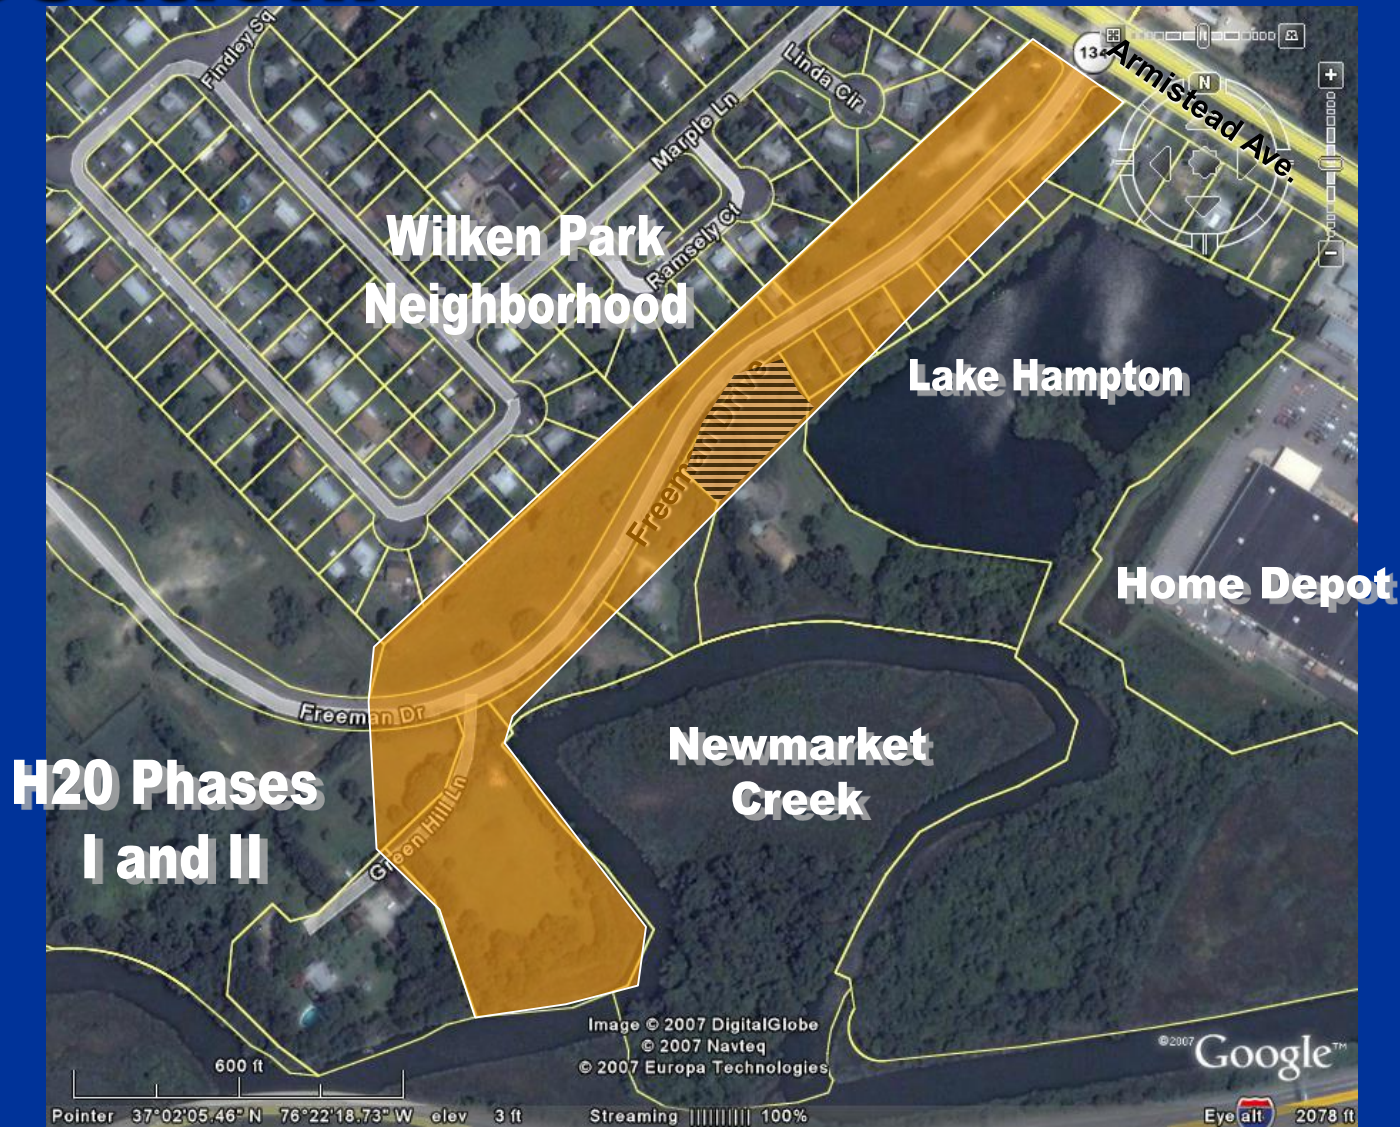 Findley Sq
Linda Cir
134
Armistead Ave.
N
Marple Ln
Ramsely Ct
Wilken Park
Neighborhood
Lake Hampton
Freeman Drive
Home Depot
Freeman Dr
Newmarket
Creek
H20 Phases
I and II
Green Hill Ln
Image © 2007 DigitalGlobe
© 2007 Navteq
© 2007 Europa Technologies
©2007 Google™
600 ft
Pointer 37°02'05.46" N 76°22'18.73" W elev 3 ft Streaming |||||||||| 100% Eye alt 2078 ft